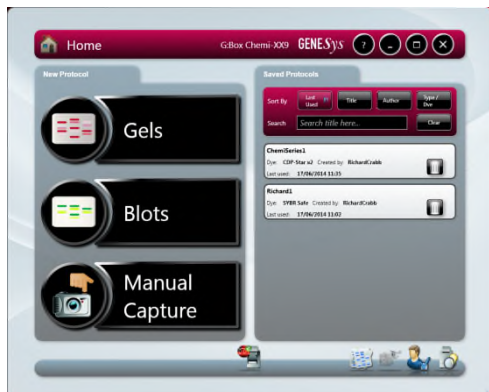 Home
G:Box Chemi-XX9 GENESys ?
New Protocol
Saved Protocols
Gels
Blots
Manual
Capture
Sort By
Last
Used
Title
Author
Type /
Dye
Search
Search title here..
Clear
ChemiSeries1
Dye: CDP-Star v2 Created by: RichardCrabb
Last used: 17/06/2014 11:35
Richard1
Dye: SYBR Safe Created by: RichardCrabb
Last used: 17/06/2014 11:02